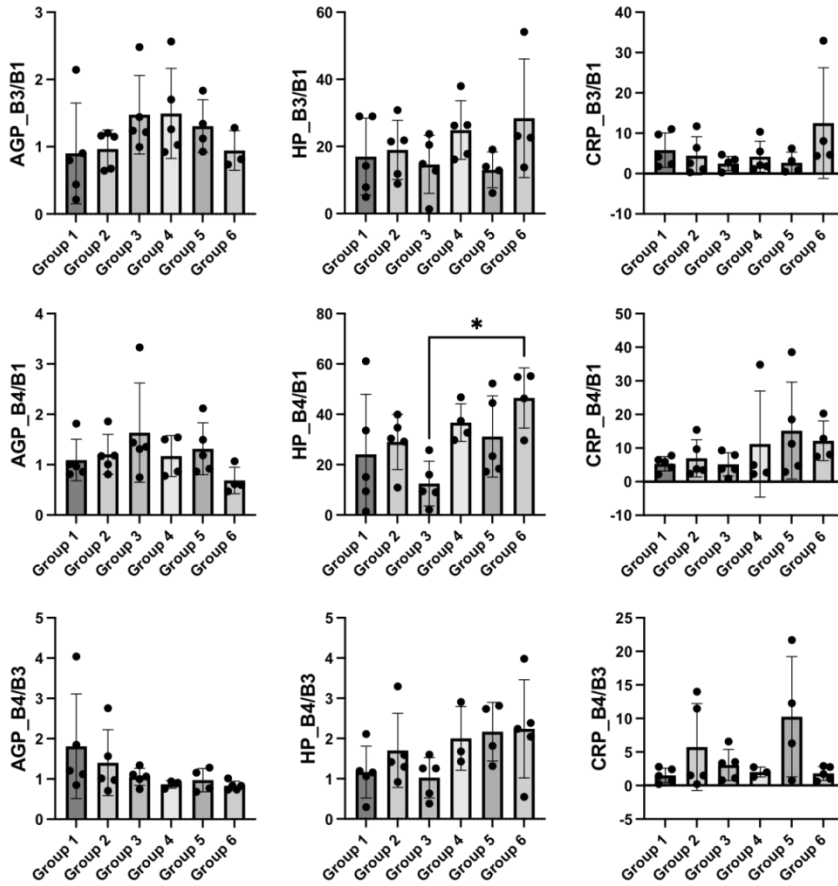 AGP_B3/B1
3
2
1
0
Group 1
Group 2
Group 3
Group 4
Group 5
Group 6
HP_B3/B1
60
40
20
0
Group 1
Group 2
Group 3
Group 4
Group 5
Group 6
CRP_B3/B1
40
30
20
10
0
-10
Group 1
Group 2
Group 3
Group 4
Group 5
Group 6
AGP_B4/B1
4
3
2
1
0
Group 1
Group 2
Group 3
Group 4
Group 5
Group 6
HP_B4/B1
80
60
40
20
0
*
Group 1
Group 2
Group 3
Group 4
Group 5
Group 6
CRP_B4/B1
50
40
30
20
10
0
-10
Group 1
Group 2
Group 3
Group 4
Group 5
Group 6
AGP_B4/B3
5
4
3
2
1
0
Group 1
Group 2
Group 3
Group 4
Group 5
Group 6
HP_B4/B3
5
4
3
2
1
0
Group 1
Group 2
Group 3
Group 4
Group 5
Group 6
CRP_B4/B3
25
20
15
10
5
0
-5
Group 1
Group 2
Group 3
Group 4
Group 5
Group 6